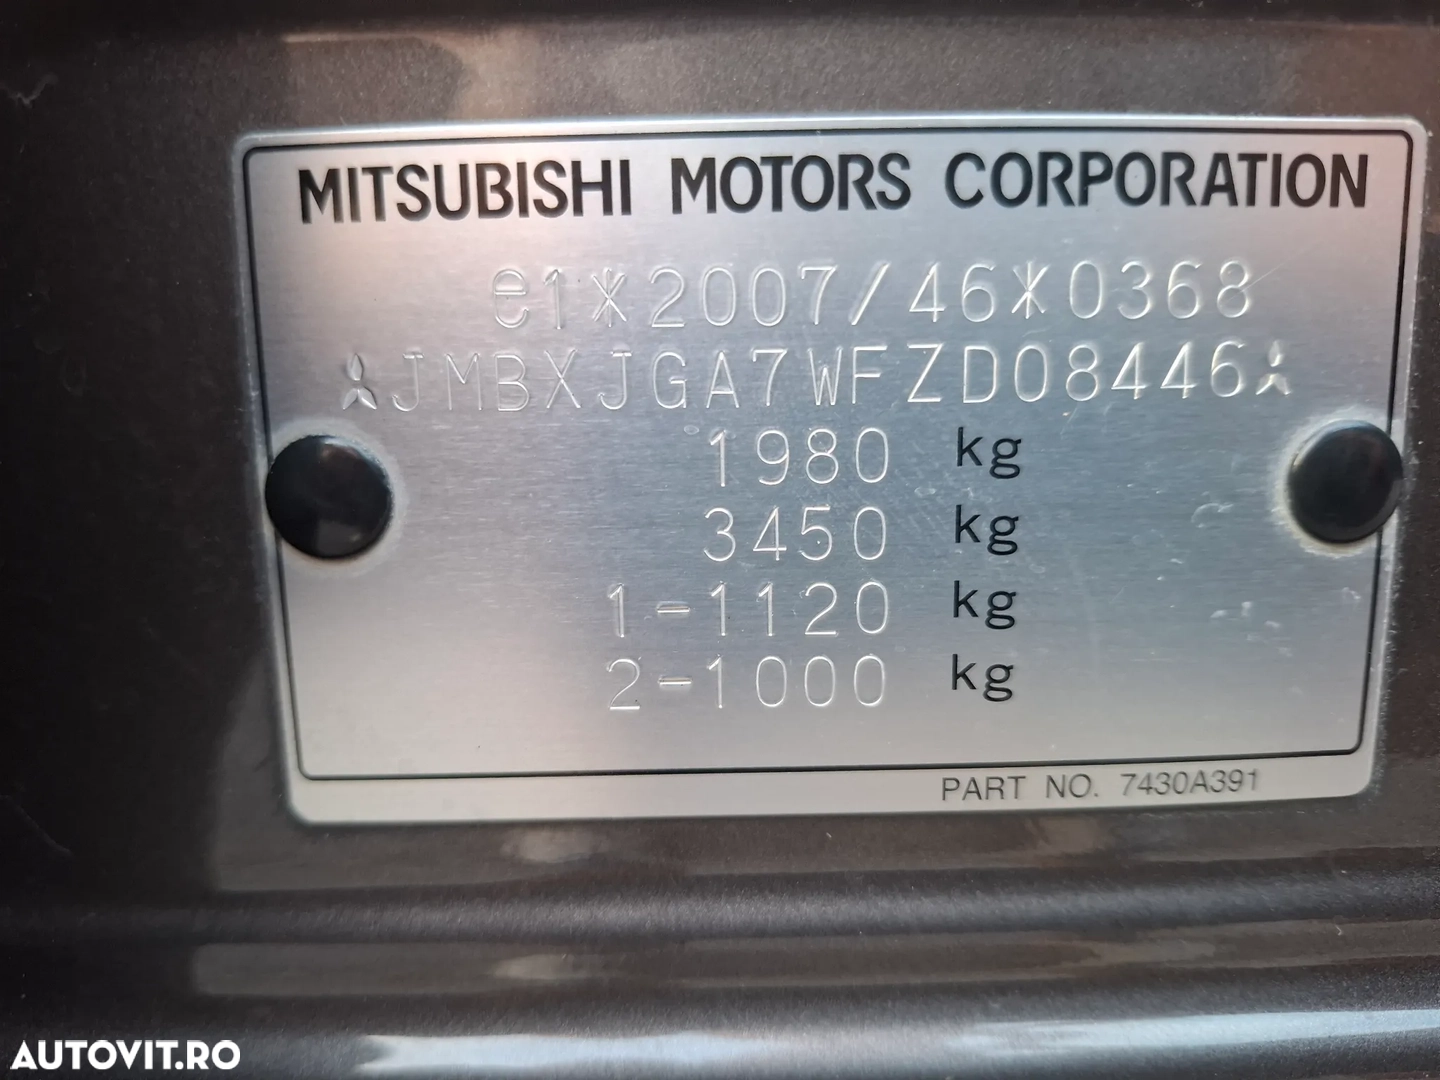 MITSUBISHI MOTORS CORPORATION
e1*2007/46*0368
JMBXJGA7WFZD08446
1980 kg
3450 kg
1-1120 kg
2-1000 kg
PART NO. 7430A391
AUTOVIT.RO